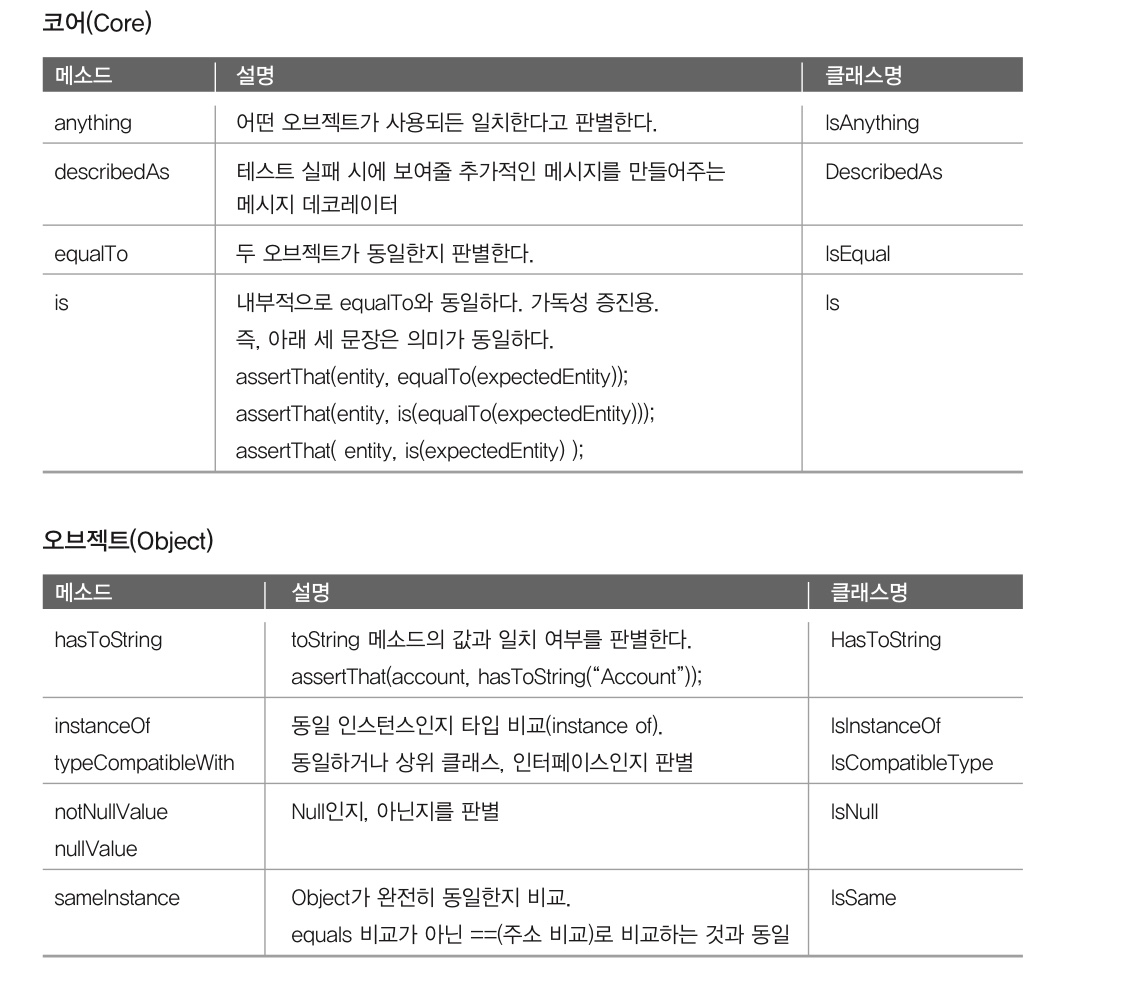 코어(Core)
메소드 설명 클래스명
anything 어떤 오브젝트가 사용되든 일치한다고 판별한다. IsAnything
describedAs 테스트 실패 시에 보여줄 추가적인 메시지를 만들어주는 DescribedAs
메시지 데코레이터
equalTo 두 오브젝트가 동일한지 판별한다. IsEqual
is 내부적으로 equalTo와 동일하다. 가독성 증진용. Is
즉, 아래 세 문장은 의미가 동일하다.
assertThat(entity, equalTo(expectedEntity));
assertThat(entity, is(equalTo(expectedEntity)));
assertThat( entity, is(expectedEntity) );
오브젝트(Object)
메소드 설명 클래스명
hasToString toString 메소드의 값과 일치 여부를 판별한다. HasToString
assertThat(account, hasToString(“Account”));
instanceOf 동일 인스턴스인지 타입 비교(instance of). IsInstanceOf
typeCompatibleWith 동일하거나 상위 클래스, 인터페이스인지 판별 IsCompatibleType
notNullValue Null인지, 아닌지를 판별 IsNull
nullValue
sameInstance Object가 완전히 동일한지 비교. IsSame
equals 비교가 아닌 ==(주소 비교)로 비교하는 것과 동일